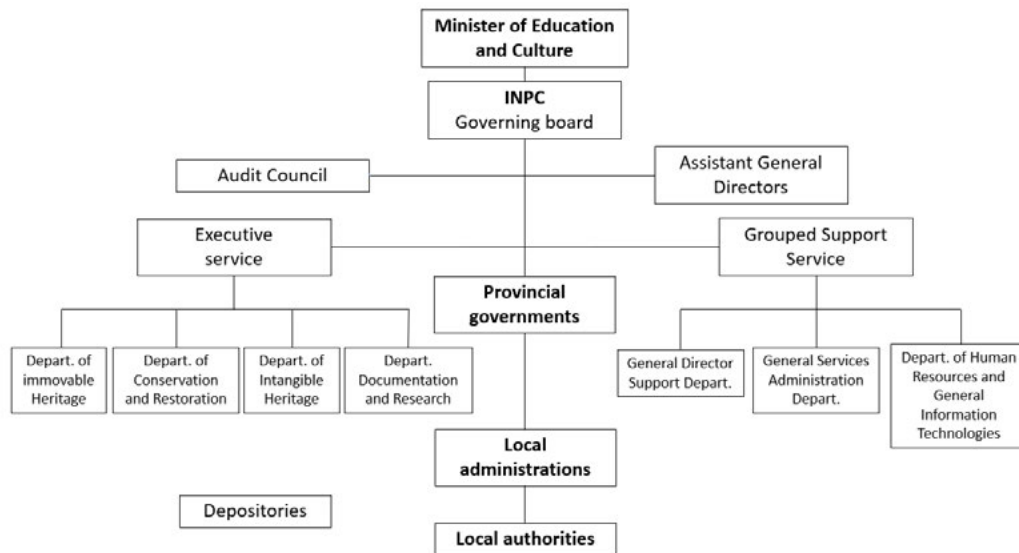 Minister of Education
and Culture
INPC
Governing board
Audit Council
Assistant General
Directors
Executive
service
Grouped Support
Service
Provincial
governments
Depart. of
immovable
Heritage
Depart. of
Conservation
and Restoration
Depart. of
Intangible
Heritage
Depart.
Documentation
and Research
General Director
Support Depart.
General Services
Administration
Depart.
Depart. of Human
Resources and
General
Information
Technologies
Local
administrations
Depositories
Local authorities